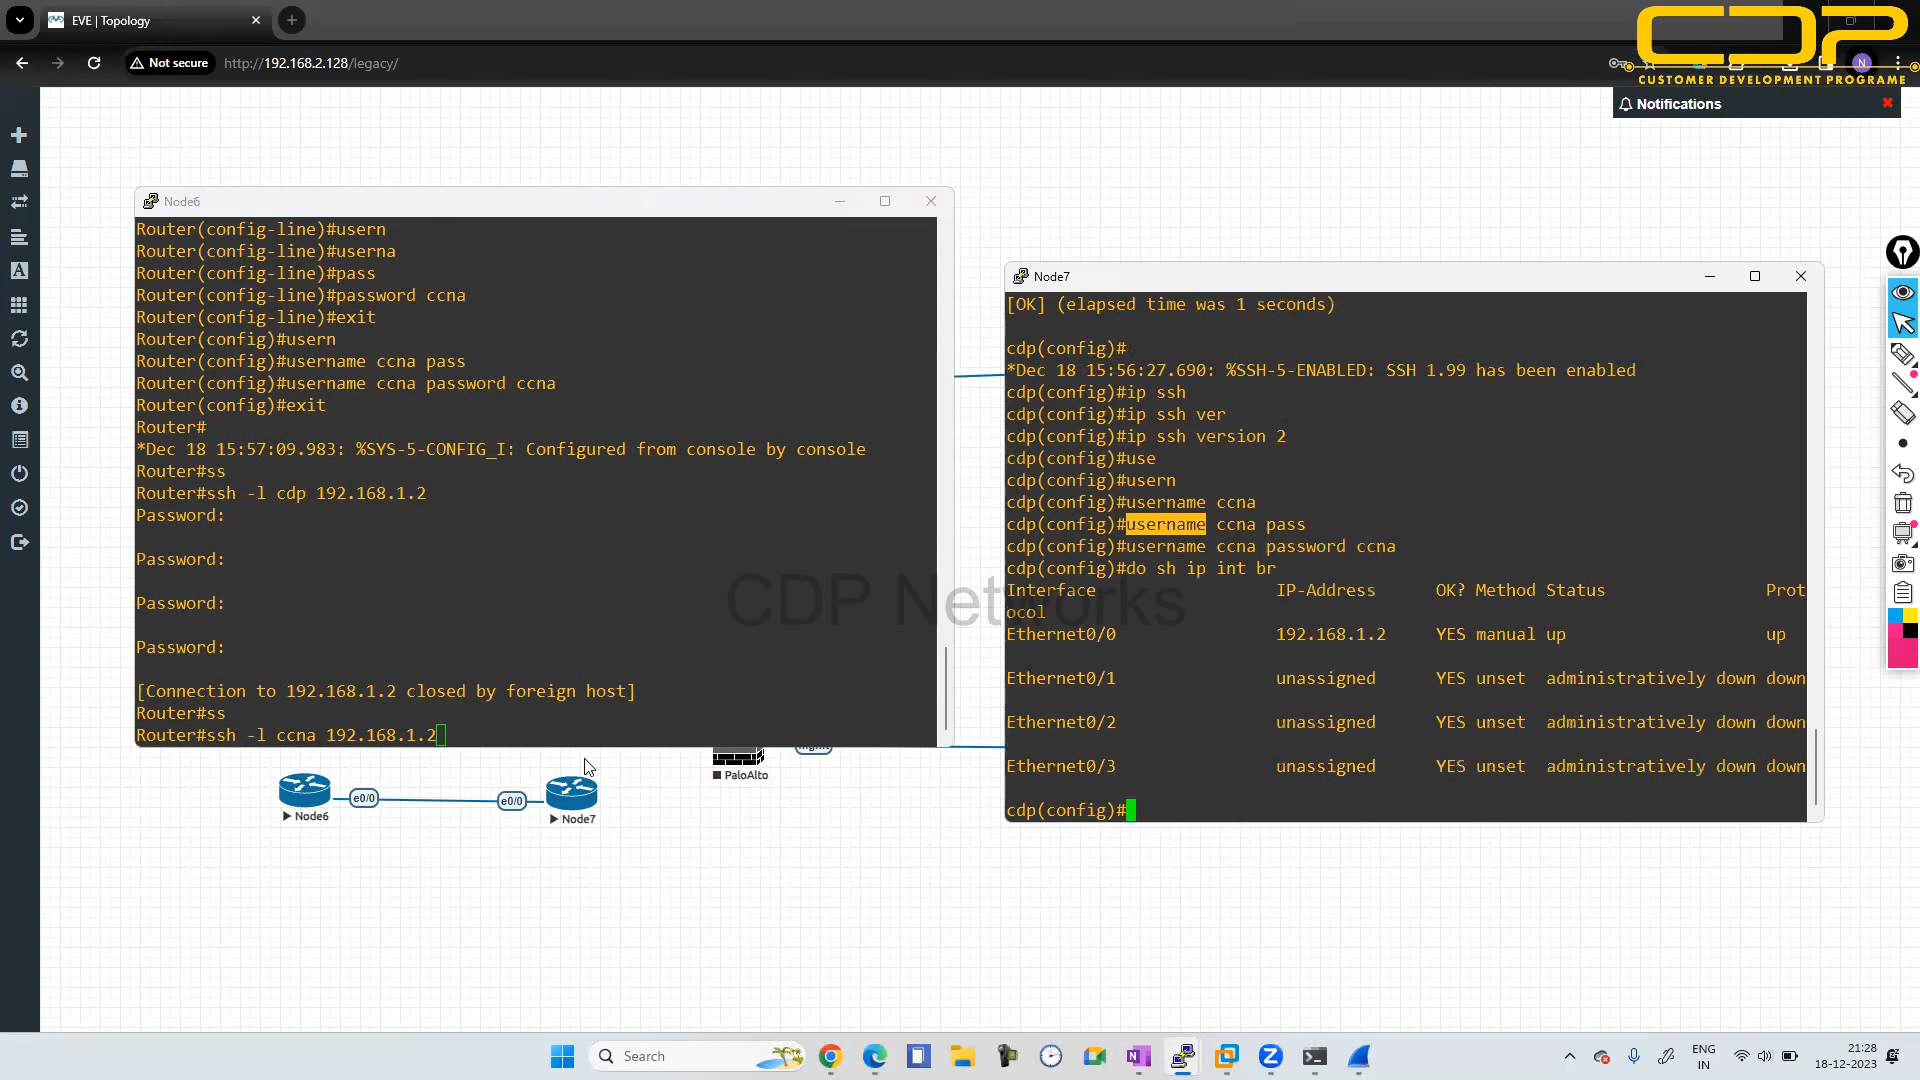 EVE | Topology
Not secure
http://192.168.2.128/legacy/
N
CDP
CUSTOMER DEVELOPMENT PROGRAME
Notifications
Node6
Router(config-line)#usern
Router(config-line)#userna
Router(config-line)#pass
Router(config-line)#password ccna
Router(config-line)#exit
Router(config)#usern
Router(config)#username ccna pass
Router(config)#username ccna password ccna
Router(config)#exit
Router#
*Dec 18 15:57:09.983: %SYS-5-CONFIG_I: Configured from console by console
Router#ss
Router#ssh -l cdp 192.168.1.2
Password:
Password:
Password:
Password:
[Connection to 192.168.1.2 closed by foreign host]
Router#ss
Router#ssh -l ccna 192.168.1.2
Node7
[OK] (elapsed time was 1 seconds)
cdp(config)#
*Dec 18 15:56:27.690: %SSH-5-ENABLED: SSH 1.99 has been enabled
cdp(config)#ip ssh
cdp(config)#ip ssh ver
cdp(config)#ip ssh version 2
cdp(config)#use
cdp(config)#usern
cdp(config)#username ccna
cdp(config)#username ccna pass
cdp(config)#username ccna password ccna
cdp(config)#do sh ip int br
Interface IP-Address OK? Method Status Prot
ocol
Ethernet0/0 192.168.1.2 YES manual up up
Ethernet0/1 unassigned YES unset administratively down down
Ethernet0/2 unassigned YES unset administratively down down
Ethernet0/3 unassigned YES unset administratively down down
cdp(config)#
CDP Networks
mgmt
PaloAlto
e0/0
e0/0
Node6
Node7
Search
ENG
IN
21:28
18-12-2023